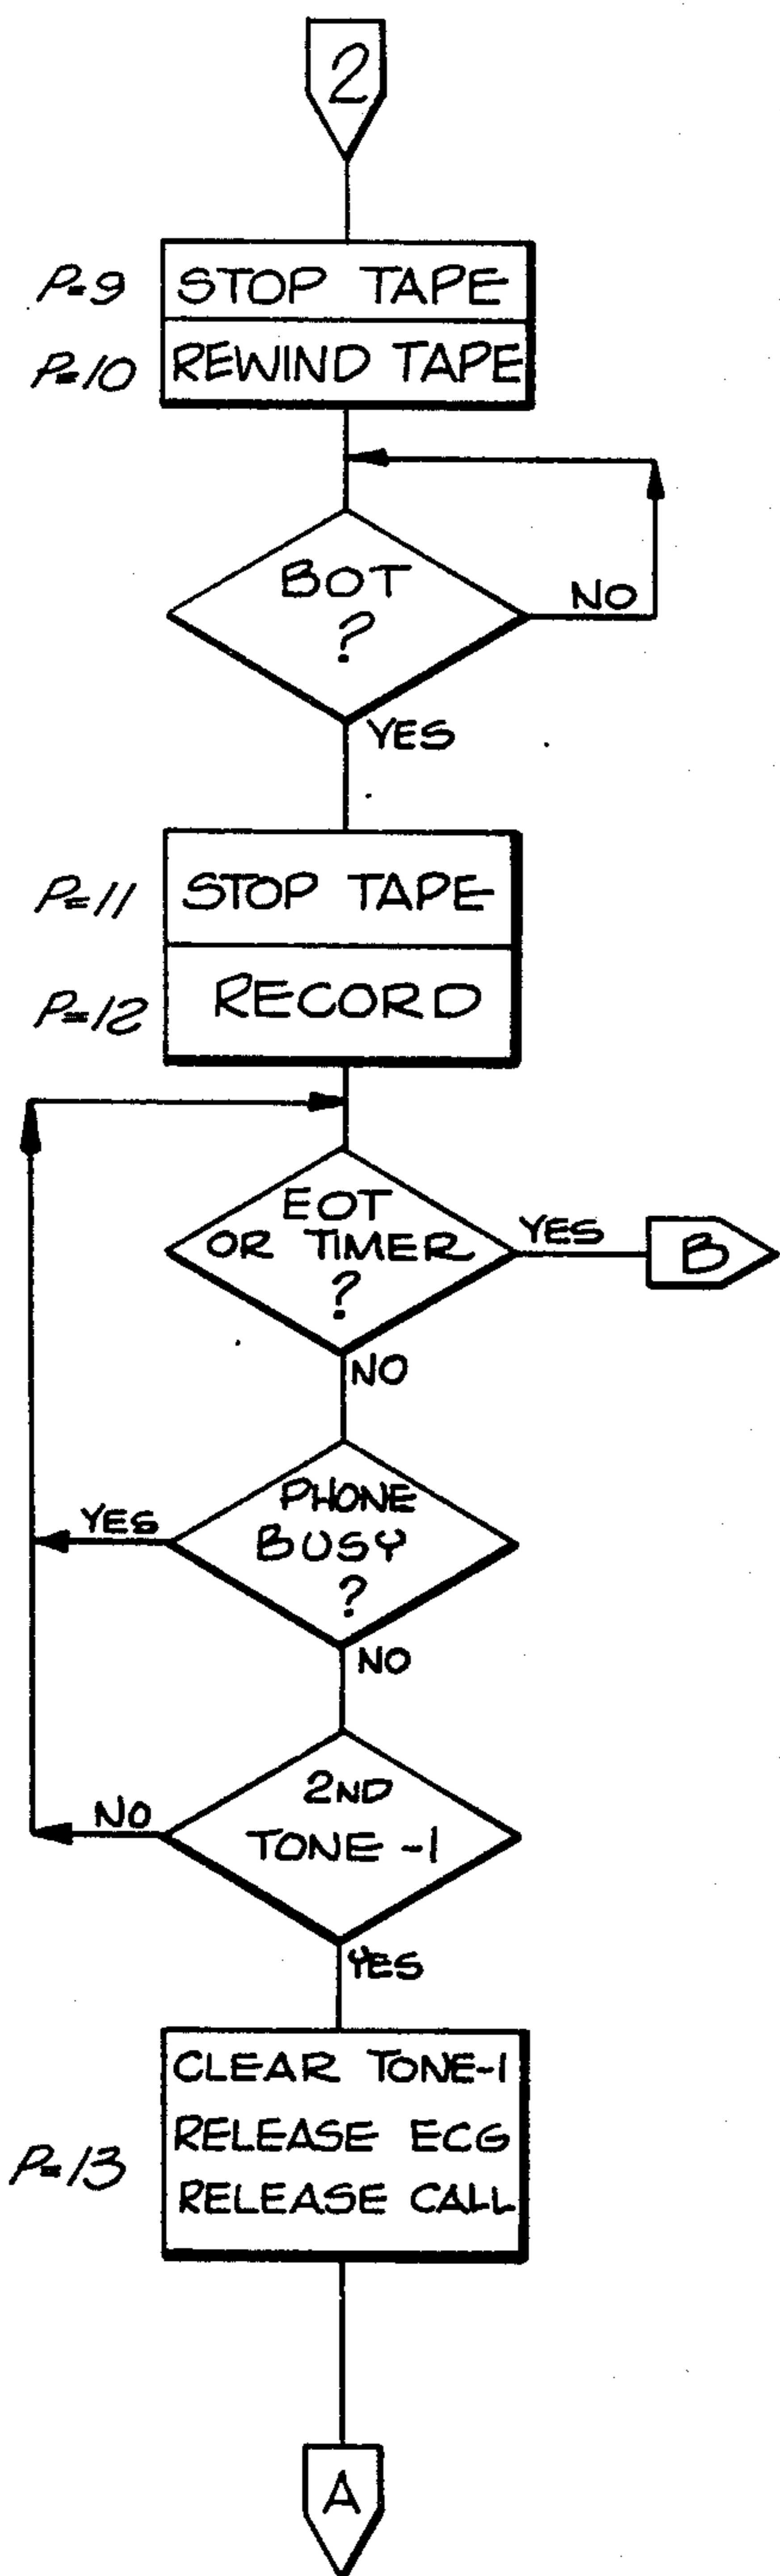 2
P=9 STOP TAPE
P=10 REWIND TAPE
BOT
?
NO
YES
P=11 STOP TAPE
P=12 RECORD
EOT
OR TIMER
?
YES
B
NO
PHONE
BUSY
?
YES
NO
2ND
TONE-1
NO
YES
CLEAR TONE-1
P=13 RELEASE ECG
RELEASE CALL
A